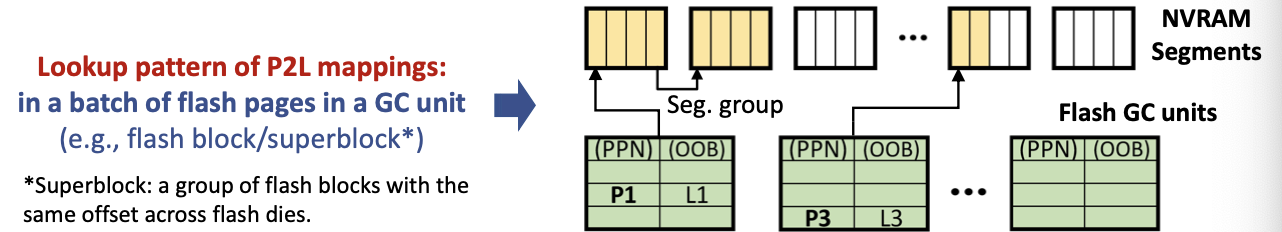 Lookup pattern of P2L mappings:
in a batch of flash pages in a GC unit
(e.g., flash block/superblock*)
*Superblock: a group of flash blocks with the
same offset across flash dies.
...
NVRAM
Segments
Seg. group
Flash GC units
(PPN) (OOB)
P1 L1
(PPN) (OOB)
P3 L3
...
(PPN) (OOB)